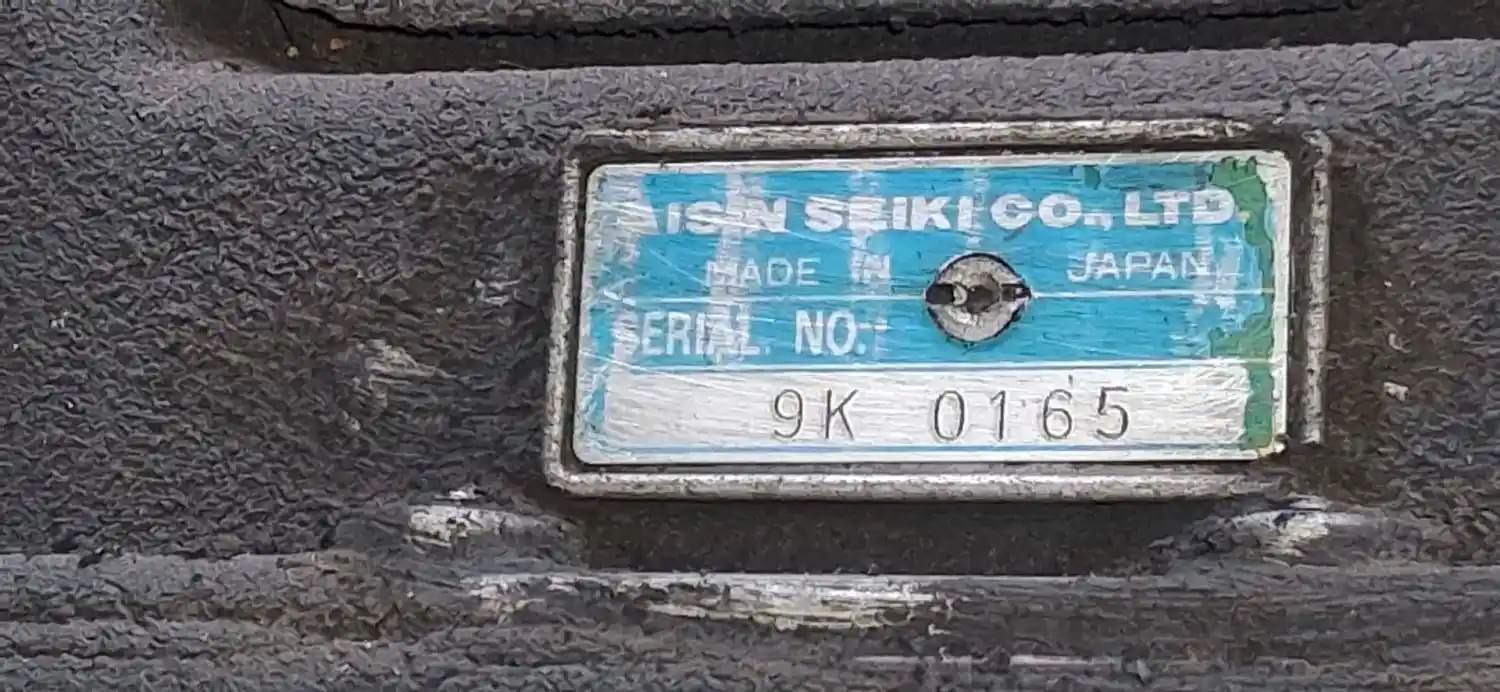 AISIN SEIKI CO., LTD.
MADE IN JAPAN
SERIAL NO.
9K 0165